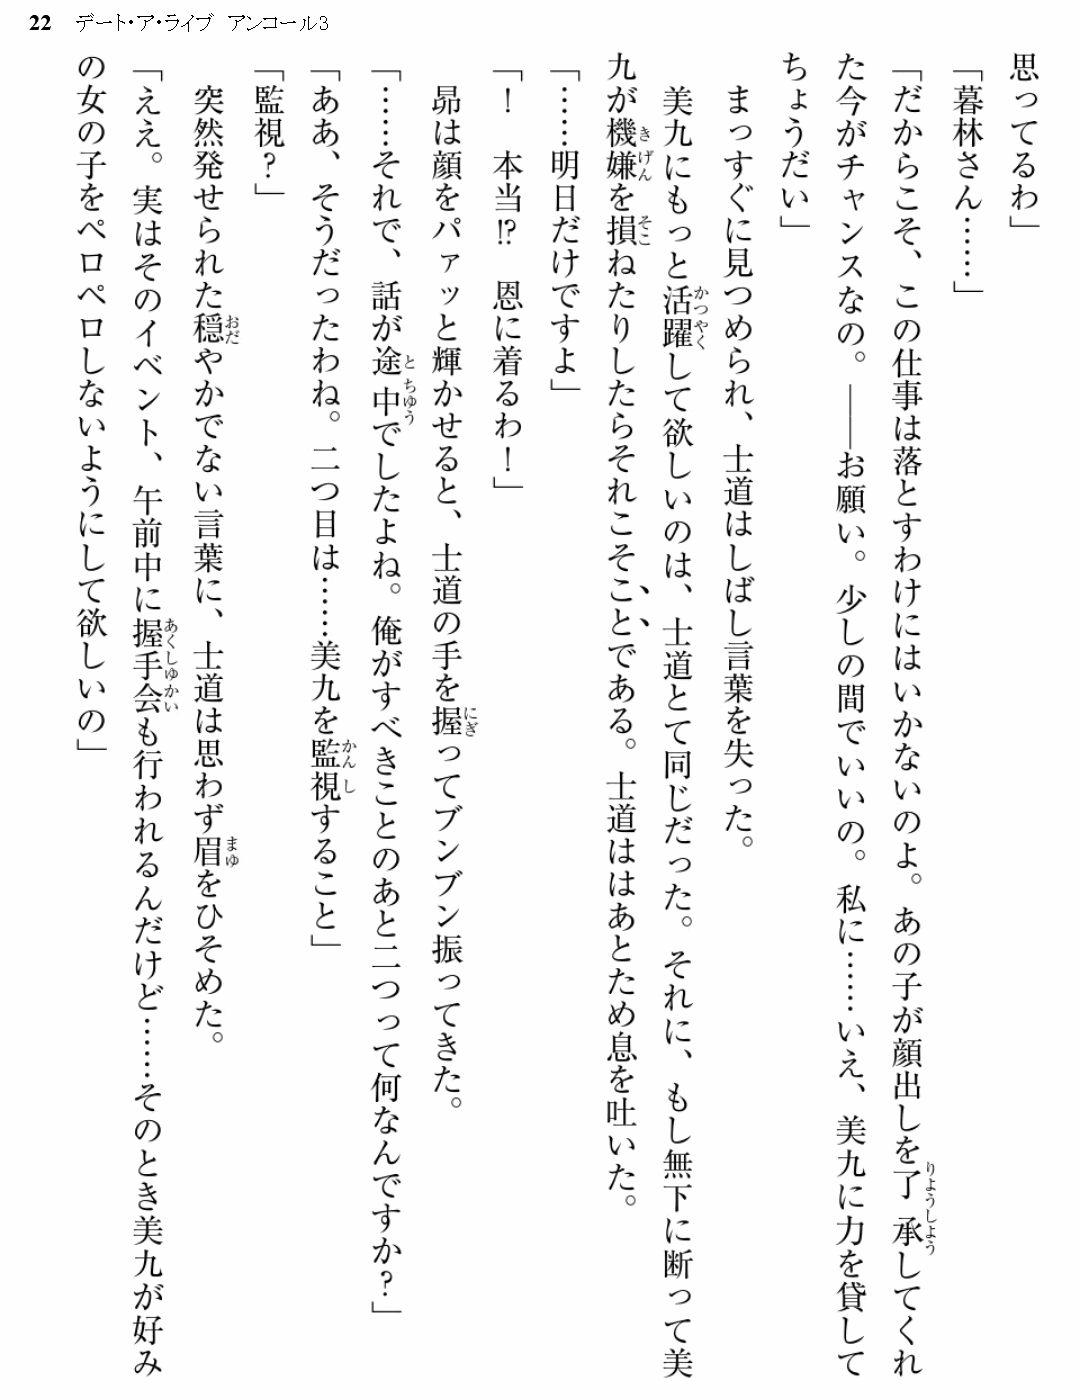 22 デート・ア・ライブ アンコール3
思ってるわ」
「暮林さん……」
「だからこそ、この仕事は落とすわけにはいかないのよ。あの子が顔出しを了承してくれ
た今がチャンスなの。――お願い。少しの間でいいの。私に……いえ、美九に力を貸して
ちょうだい」
まっすぐに見つめられ、士道はしばし言葉を失った。
美九にもっと活躍して欲しいのは、士道とて同じだった。それに、もし無下に断って美
九が機嫌を損ねたりしたらそれこそことである。士道ははあとため息を吐いた。
「……明日だけですよ」
「！　本当!?　恩に着るわ！」
昴は顔をパァッと輝かせると、士道の手を握ってブンブン振ってきた。
「……それで、話が途中でしたよね。俺がすべきことのあと二つって何なんですか？」
「ああ、そうだったわね。二つ目は……美九を監視すること」
「監視？」
突然発せられた穏やかでない言葉に、士道は思わず眉をひそめた。
「ええ。実はそのイベント、午前中に握手会も行われるんだけど……そのとき美九が好み
の女の子をペロペロしないようにして欲しいの」